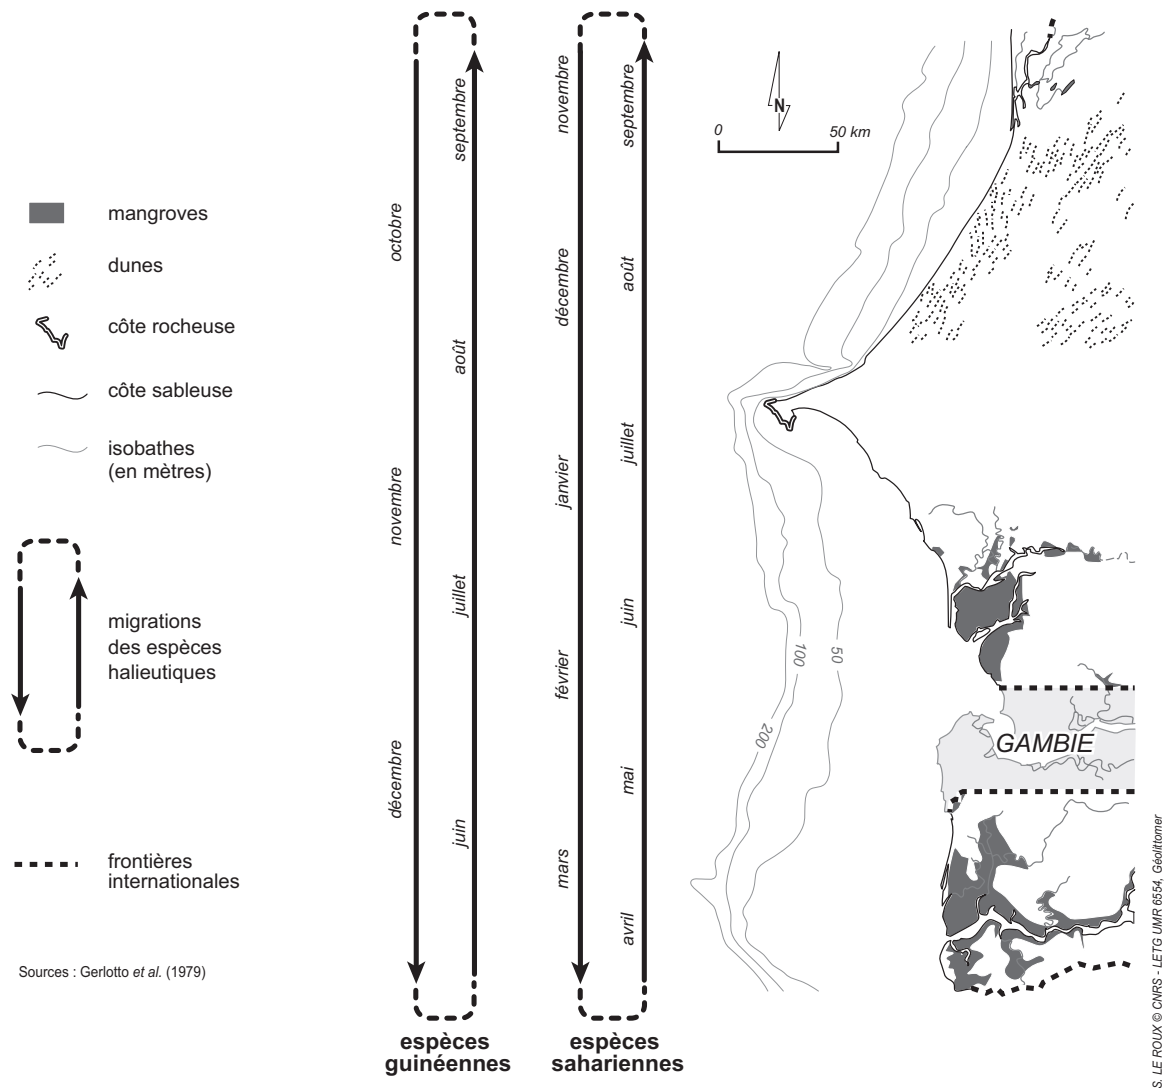 mangroves
dunes
côte rocheuse
côte sableuse
isobathes
(en mètres)
migrations
des espèces
halieutiques
frontières
internationales
Sources : Gerlotto et al. (1979)
octobre
novembre
décembre
septembre
août
juillet
juin
espèces
guinéennes
novembre
décembre
janvier
février
mars
septembre
août
juillet
juin
mai
avril
espèces
sahariennes
N
0 50 km
50
100
200
GAMBIE
S. LE ROUX © CNRS - LETG UMR 6554, Géolittomer